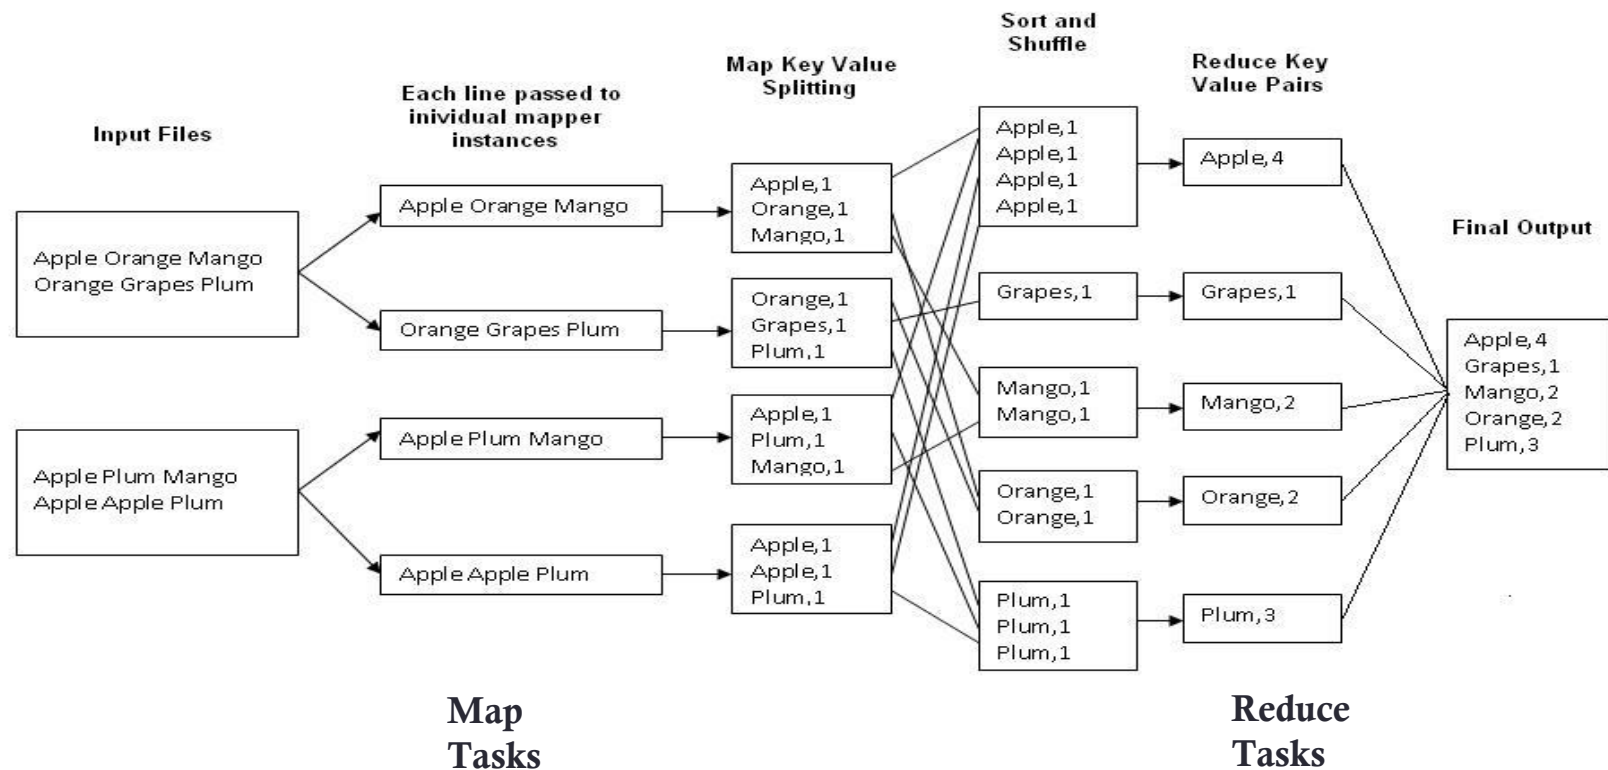 Input Files
Apple Orange Mango
Orange Grapes Plum
Apple Plum Mango
Apple Apple Plum
Each line passed to
inividual mapper
instances
Apple Orange Mango
Orange Grapes Plum
Apple Plum Mango
Apple Apple Plum
Map Key Value
Splitting
Apple,1
Orange,1
Mango,1
Orange,1
Grapes,1
Plum,1
Apple,1
Plum,1
Mango,1
Apple,1
Apple,1
Plum,1
Sort and
Shuffle
Apple,1
Apple,1
Apple,1
Apple,1
Grapes,1
Mango,1
Mango,1
Orange,1
Orange,1
Plum,1
Plum,1
Plum,1
Reduce Key
Value Pairs
Apple,4
Grapes,1
Mango,2
Orange,2
Plum,3
Final Output
Apple,4
Grapes,1
Mango,2
Orange,2
Plum,3
Map
Tasks
Reduce
Tasks